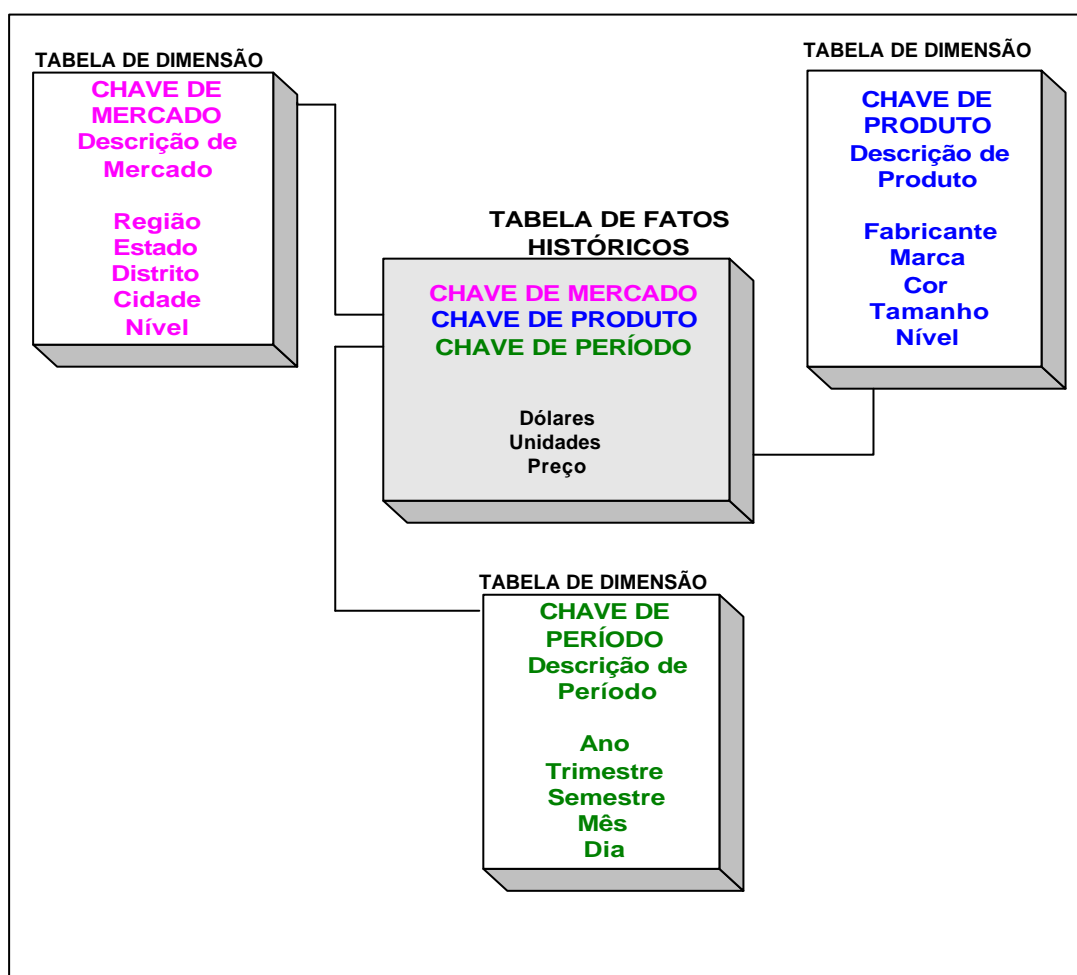 TABELA DE DIMENSÃO
CHAVE DE
MERCADO
Descrição de
Mercado
Região
Estado
Distrito
Cidade
Nível
TABELA DE DIMENSÃO
CHAVE DE
PRODUTO
Descrição de
Produto
Fabricante
Marca
Cor
Tamanho
Nível
TABELA DE FATOS
HISTÓRICOS
CHAVE DE MERCADO
CHAVE DE PRODUTO
CHAVE DE PERÍODO
Dólares
Unidades
Preço
TABELA DE DIMENSÃO
CHAVE DE
PERÍODO
Descrição de
Período
Ano
Trimestre
Semestre
Mês
Dia